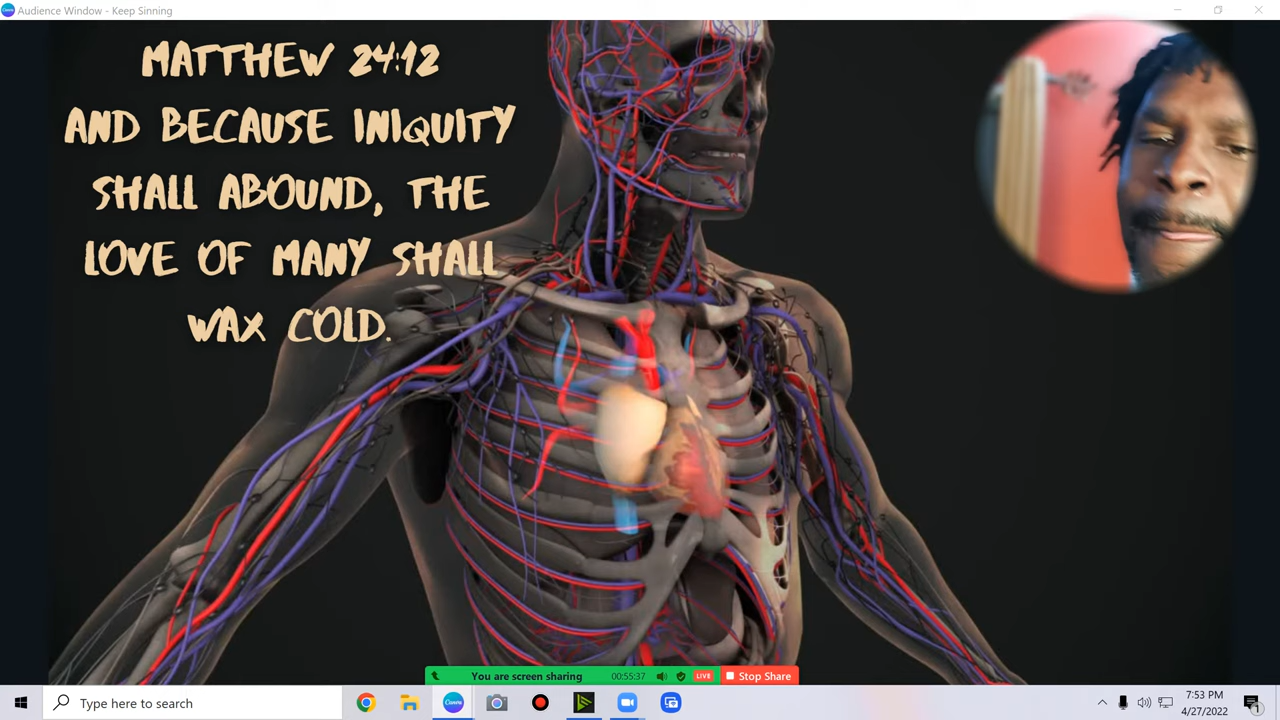 Audience Window - Keep Sinning
MATTHEW 24:12
AND BECAUSE INIQUITY
SHALL ABOUND, THE
LOVE OF MANY SHALL
WAX COLD.
You are screen sharing 00:55:37 LIVE Stop Share
Type here to search
Canva
7:53 PM
4/27/2022
1